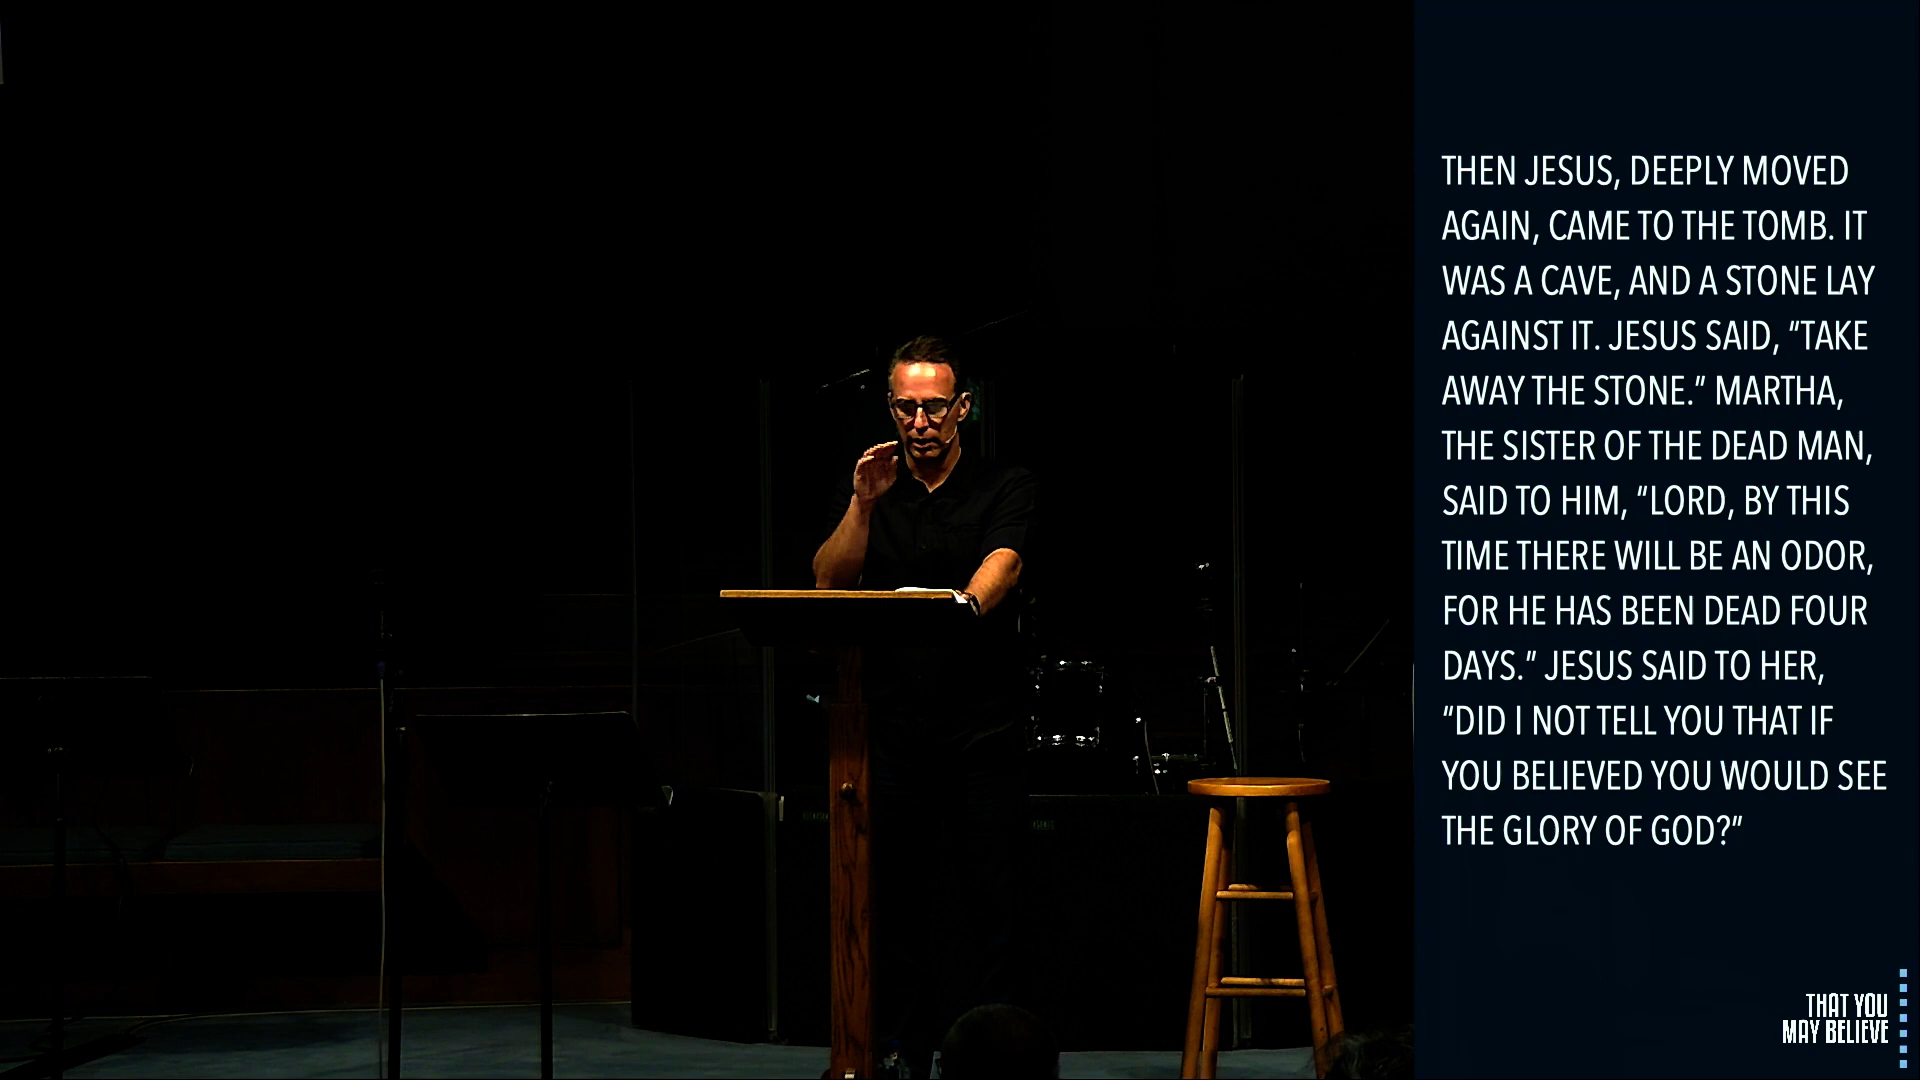 THEN JESUS, DEEPLY MOVED
AGAIN, CAME TO THE TOMB. IT
WAS A CAVE, AND A STONE LAY
AGAINST IT. JESUS SAID, “TAKE
AWAY THE STONE.” MARTHA,
THE SISTER OF THE DEAD MAN,
SAID TO HIM, “LORD, BY THIS
TIME THERE WILL BE AN ODOR,
FOR HE HAS BEEN DEAD FOUR
DAYS.” JESUS SAID TO HER,
“DID I NOT TELL YOU THAT IF
YOU BELIEVED YOU WOULD SEE
THE GLORY OF GOD?”
THAT YOU
MAY BELIEVE